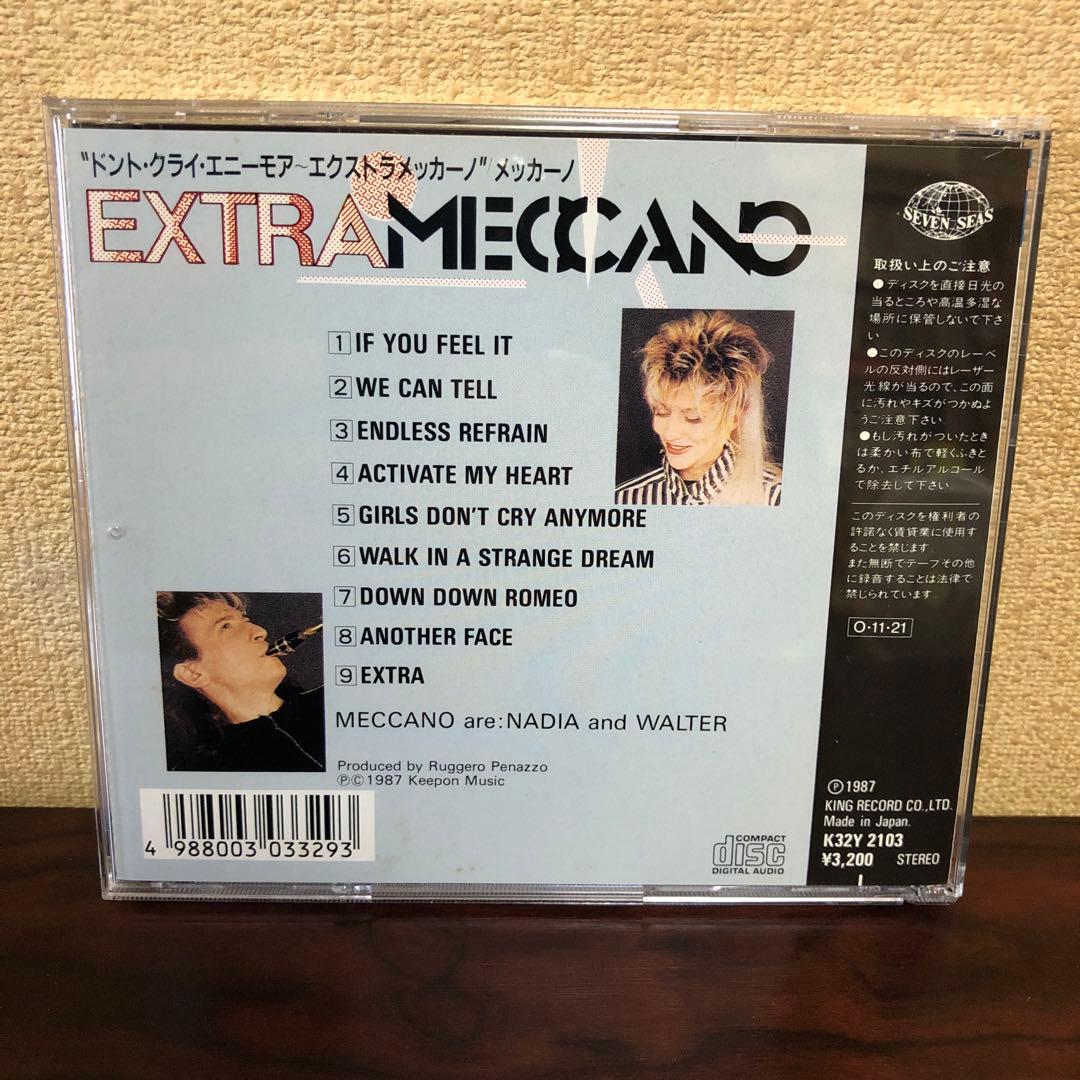 "ドント・クライ・エニーモア~エクストラメッカーノ"/メッカーノ
EXTRAMECCANO
1 IF YOU FEEL IT
2 WE CAN TELL
3 ENDLESS REFRAIN
4 ACTIVATE MY HEART
5 GIRLS DON'T CRY ANYMORE
6 WALK IN A STRANGE DREAM
7 DOWN DOWN ROMEO
8 ANOTHER FACE
9 EXTRA
MECCANO are:NADIA and WALTER
Produced by Ruggero Penazzo
℗©1987 Keepon Music
4 988003 033293
COMPACT
disc
DIGITAL AUDIO
SEVEN SEAS
取扱い上のご注意
●ディスクを直接日光の
当るところや高温多湿な
場所に保管しないで下さ
い
●このディスクのレーベ
ルの反対側にはレーザー
光線が当るので、この面
に汚れやキズがつかぬよ
うご注意下さい
●もし汚れがついたとき
は柔かい布で軽くふきと
るか、エチルアルコール
で除去して下さい
このディスクを権利者の
許諾なく賃貸業に使用す
ることを禁じます
また無断でテープその他
に録音することは法律で
禁じられています
O・11・21
℗1987
KING RECORD CO.,LTD.
Made in Japan.
K32Y 2103
¥3,200 STEREO